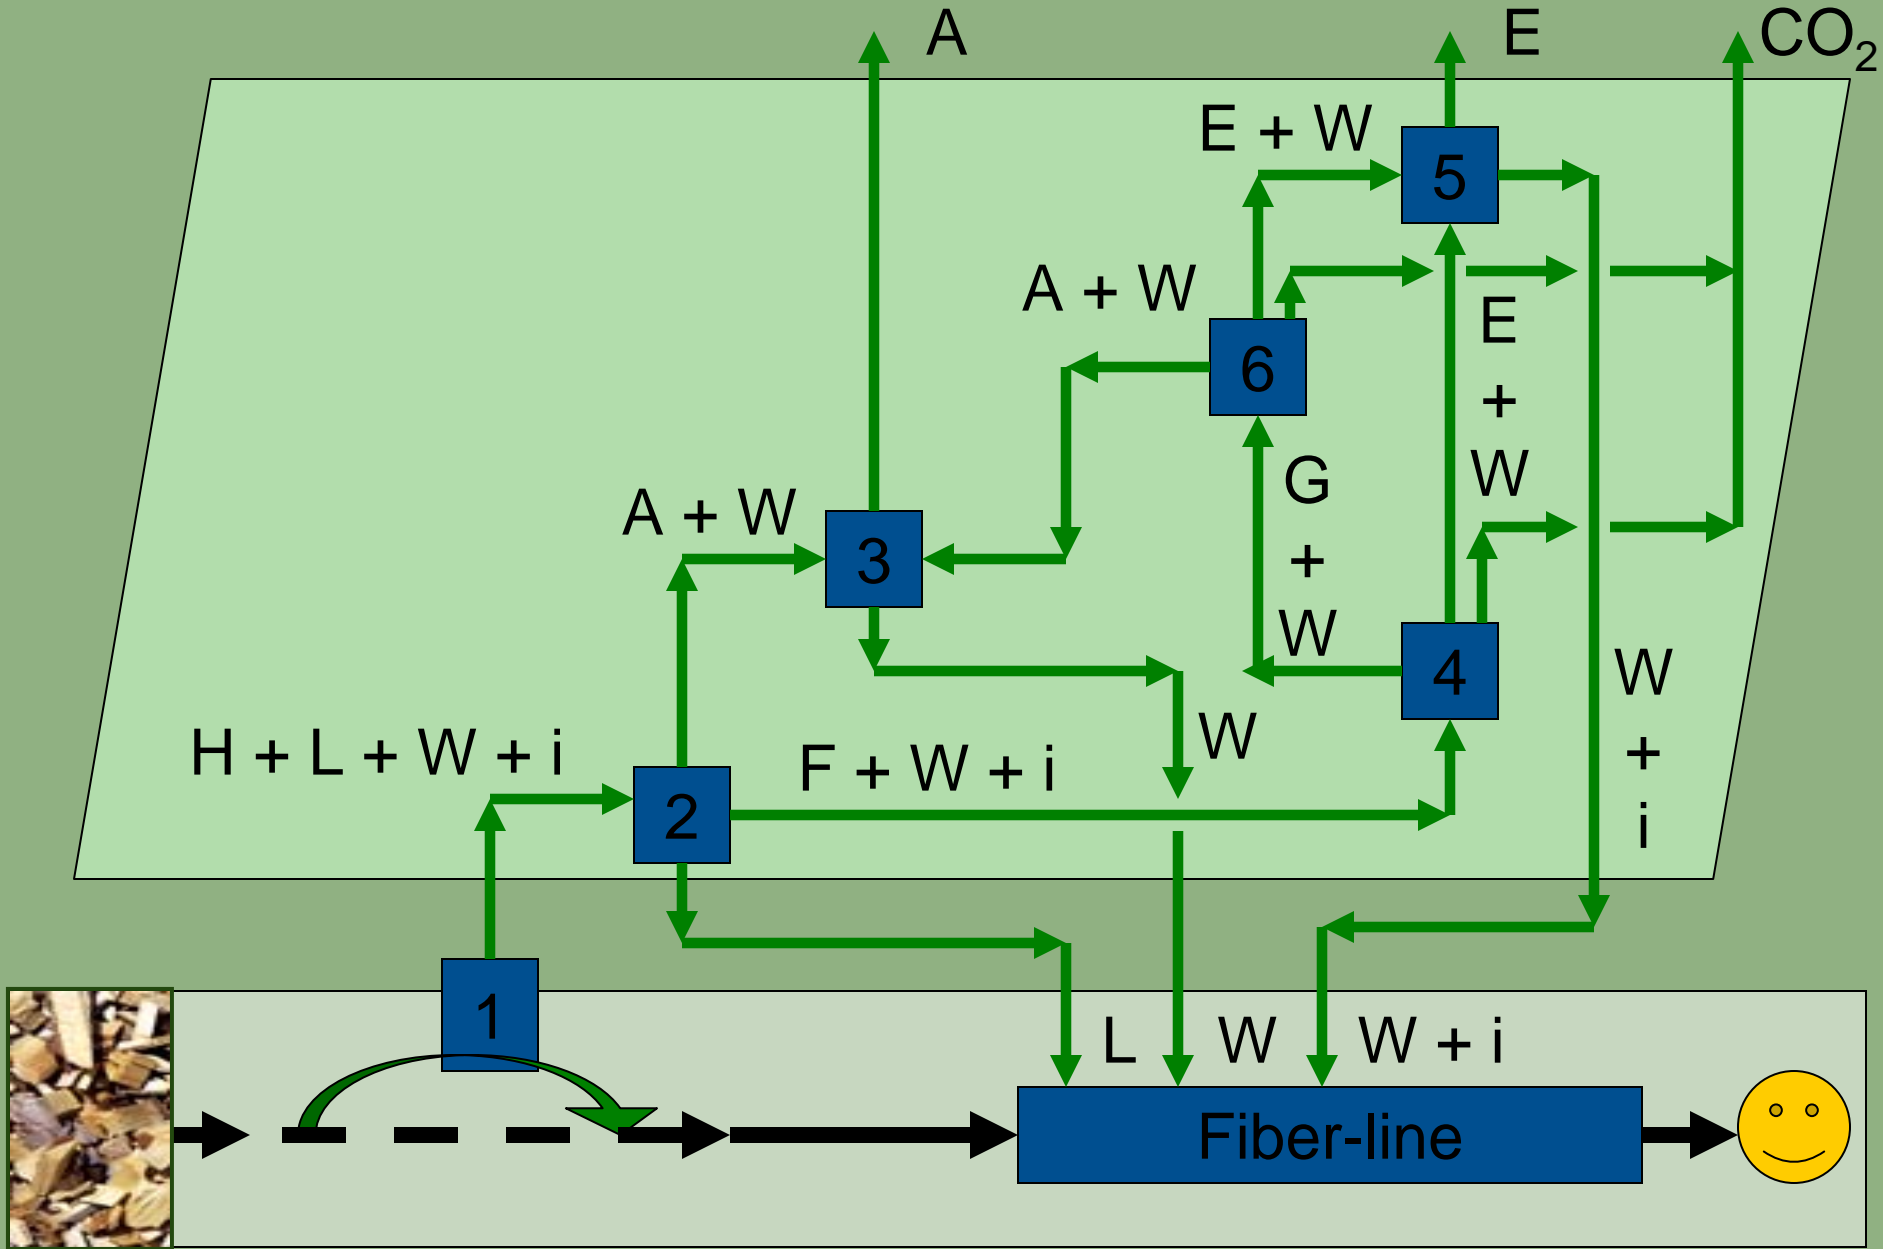 A
E
CO₂
E + W
5
A + W
E
+
W
6
G
+
W
A + W
3
4
W
+
i
H + L + W + i
F + W + i
W
2
1
L
W
W + i
Fiber-line